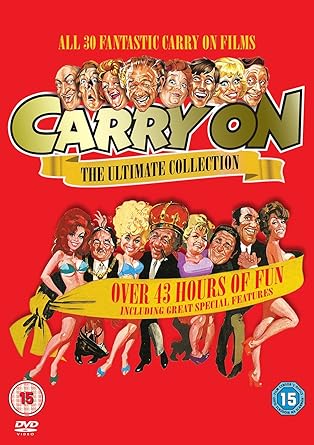 ALL 30 FANTASTIC CARRY ON FILMS
CARRY ON
THE ULTIMATE COLLECTION
OVER 43 HOURS OF FUN
INCLUDING GREAT SPECIAL FEATURES
15
15
DVD
VIDEO